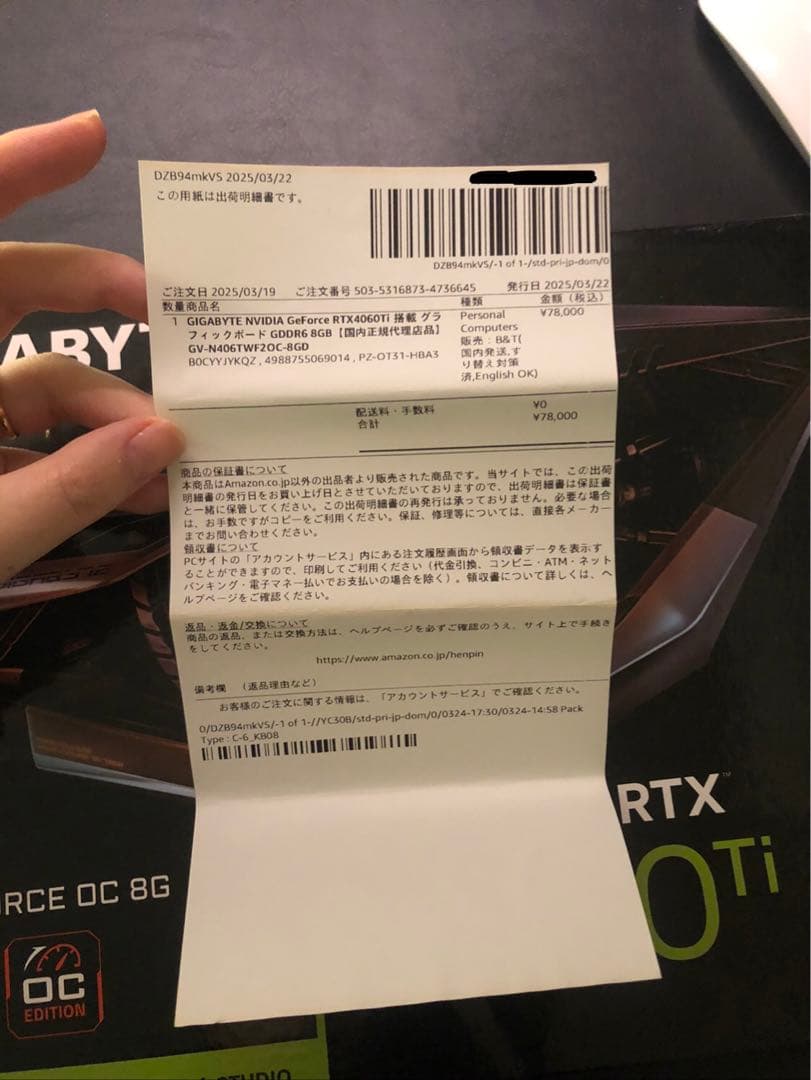 DZB94mkVS 2025/03/22
この用紙は出荷明細書です。
DZB94mkVS/-1 of 1-/std-pri-jp-dom/0
ご注文日 2025/03/19 ご注文番号 503-5316873-4736645 発行日 2025/03/22
数量商品名 種類 金額（税込）
1 GIGABYTE NVIDIA GeForce RTX4060Ti 搭載 グラ Personal ¥78,000
フィックボード GDDR6 8GB【国内正規代理店品】 Computers
GV-N406TWF2OC-8GD 販売：B&T(
B0CYYJYKQZ , 4988755069014 , PZ-OT31-HBA3 国内発送,す
り替え対策
済,English OK)
配送料・手数料 ¥0
合計 ¥78,000
商品の保証書について
本商品はAmazon.co.jp以外の出品者より販売された商品です。当サイトでは、この出荷
明細書の発行日をお買い上げ日とさせていただいておりますので、出荷明細書は保証書
と一緒に保管してください。この出荷明細書の再発行は承っておりません。必要な場合
は、お手数ですがコピーをご利用ください。保証、修理等については、直接各メーカー
までお問い合わせください。
領収書について
PCサイトの「アカウントサービス」内にある注文履歴画面から領収書データを表示す
ることができますので、印刷してご利用ください（代金引換、コンビニ・ATM・ネット
バンキング・電子マネー払いでお支払いの場合を除く）。領収書について詳しくは、ヘ
ルプページをご確認ください。
返品・返金/交換について
商品の返品、または交換方法は、ヘルプページを必ずご確認のうえ、サイト上で手続き
をしてください。
https://www.amazon.co.jp/henpin
備考欄 （返品理由など）
お客様のご注文に関する情報は、「アカウントサービス」でご確認ください。
0/DZB94mkVS/-1 of 1-//YC30B/std-pri-jp-dom/0/0324-17:30/0324-14:58 Pack
Type : C-6_KB08
ABY
RTX™
0Ti
RCE OC 8G
OC
EDITION
STUDIO